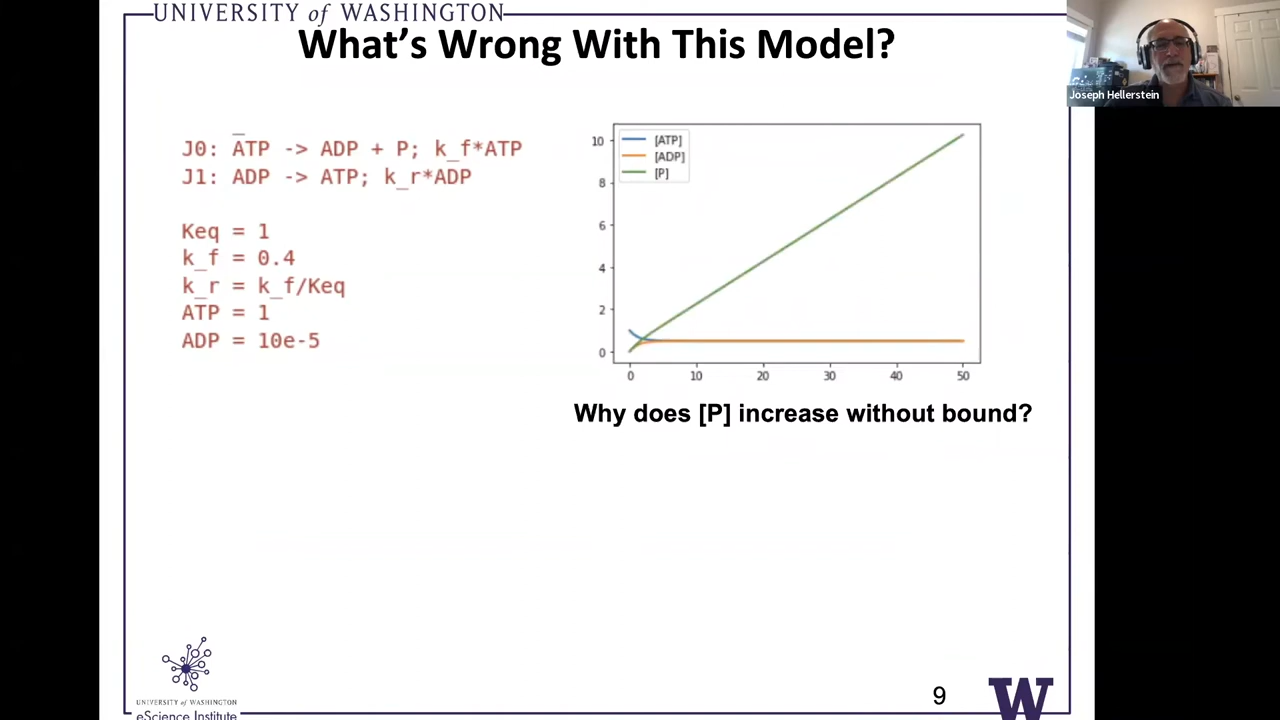 UNIVERSITY of WASHINGTON
What's Wrong With This Model?
Joseph Hellerstein
J0: ATP -> ADP + P; k_f*ATP
J1: ADP -> ATP; k_r*ADP
Keq = 1
k_f = 0.4
k_r = k_f/Keq
ATP = 1
ADP = 10e-5
[ATP]
[ADP]
[P]
10
8
6
4
2
0
0 10 20 30 40 50
Why does [P] increase without bound?
UNIVERSITY of WASHINGTON
eScience Institute
9
W